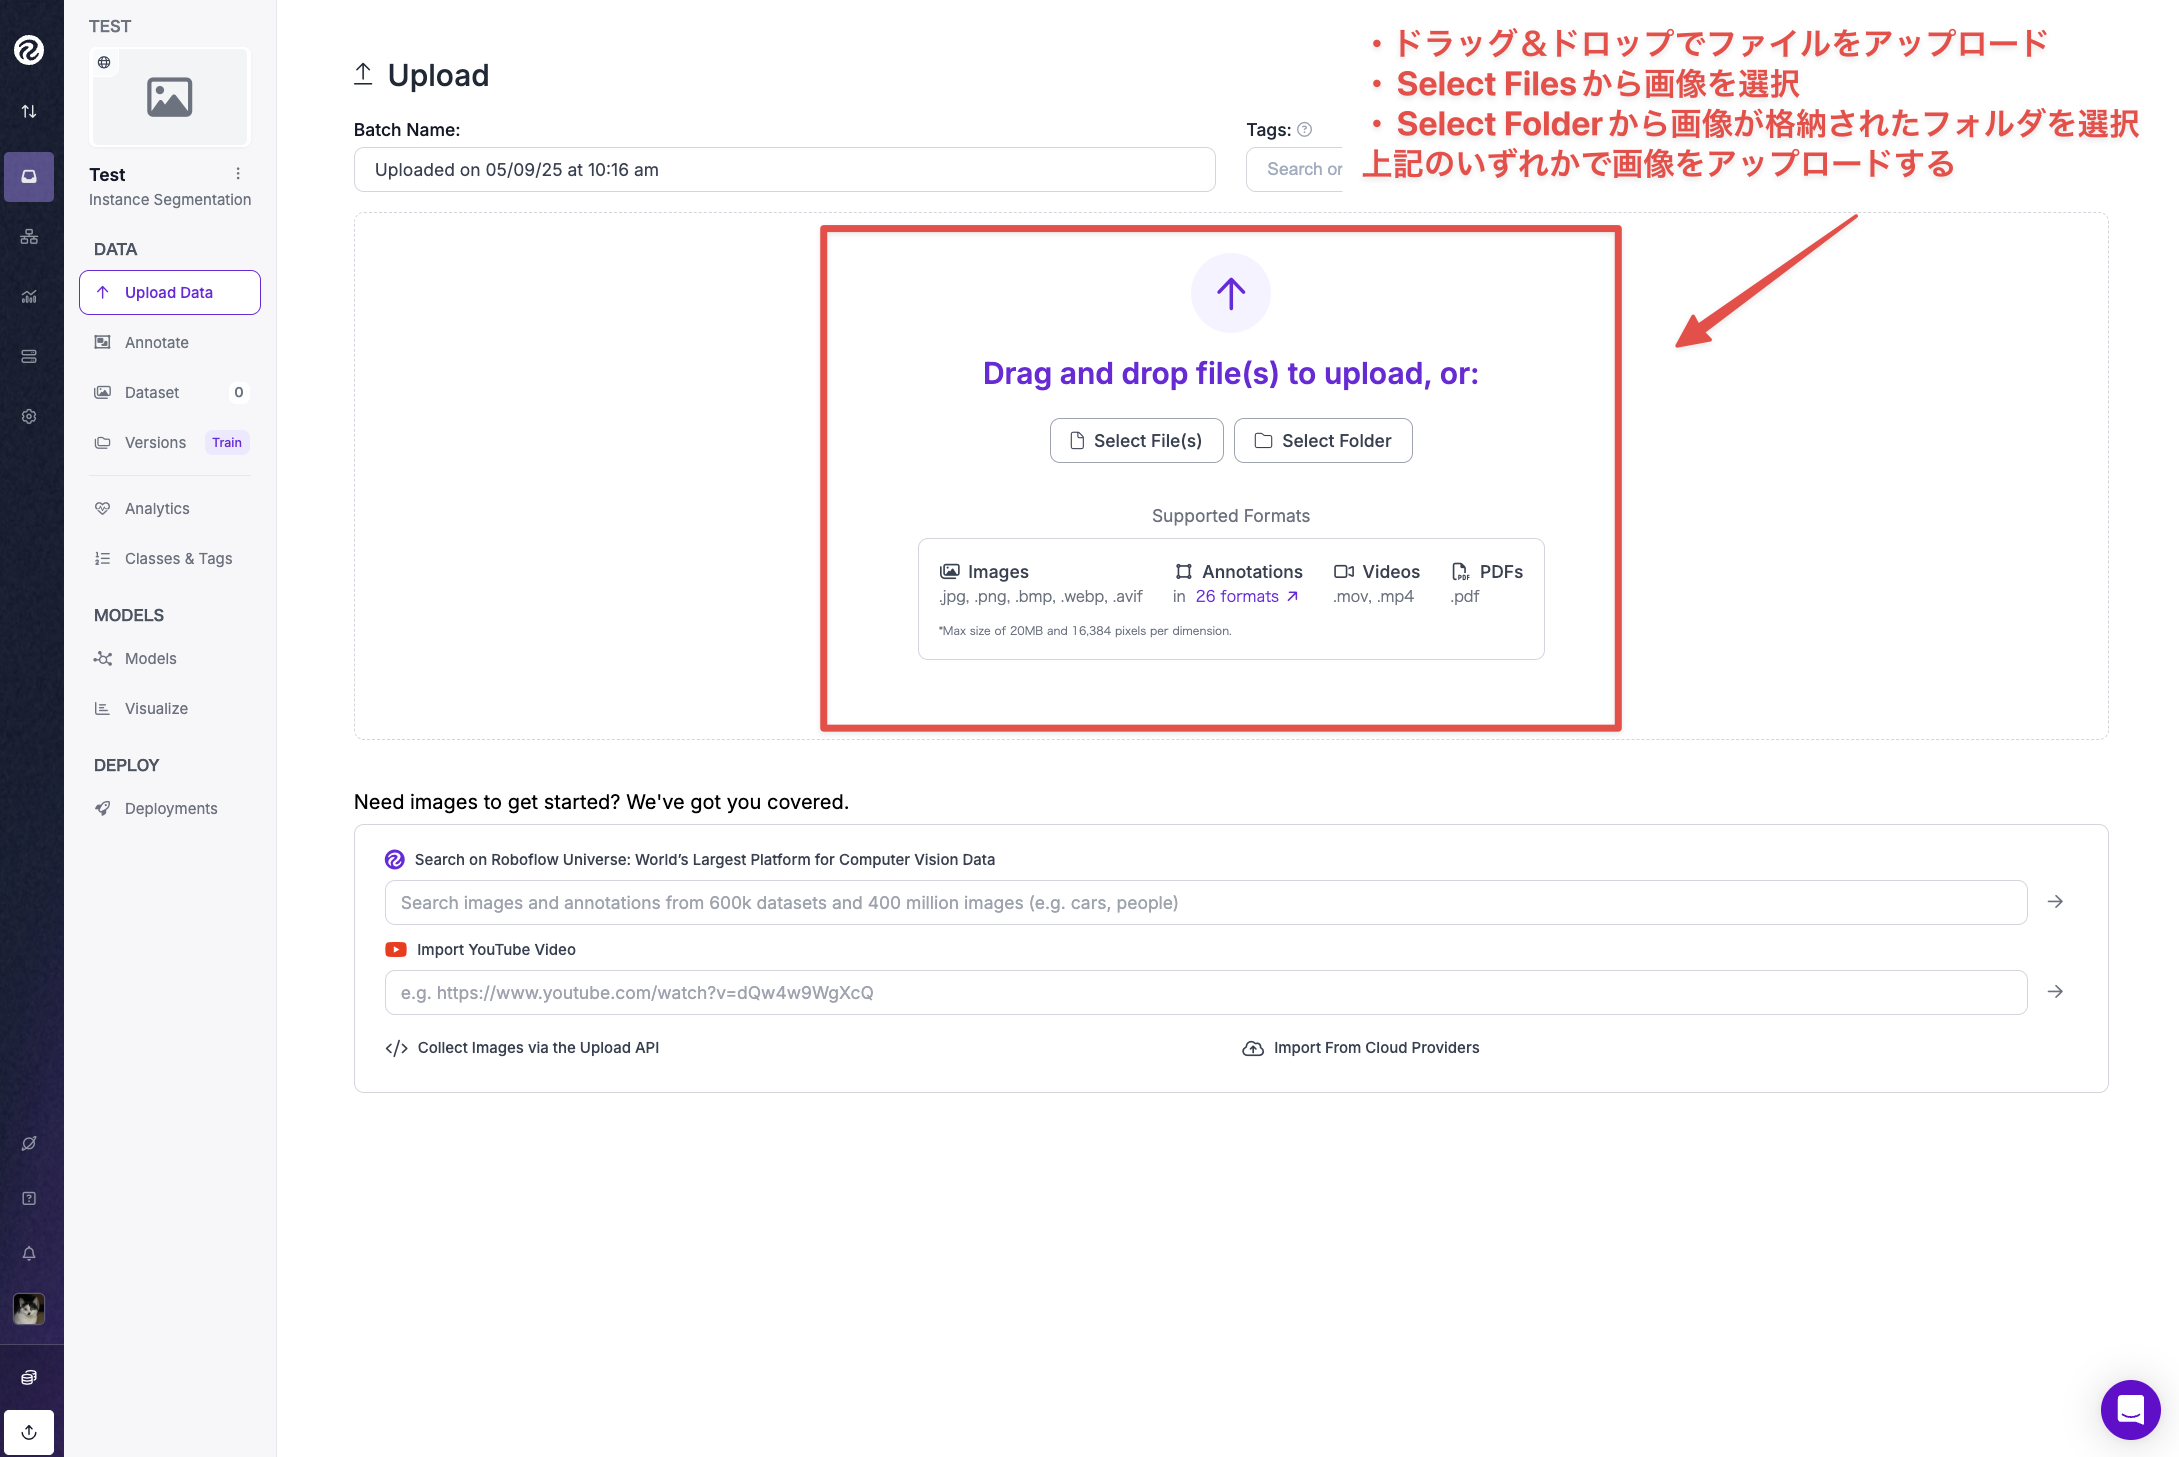 TEST
Test
Instance Segmentation
DATA
Upload Data
Annotate
Dataset 0
Versions Train
Analytics
Classes & Tags
MODELS
Models
Visualize
DEPLOY
Deployments
Upload
・ドラッグ＆ドロップでファイルをアップロード
・Select Filesから画像を選択
・Select Folderから画像が格納されたフォルダを選択
上記のいずれかで画像をアップロードする
Batch Name:
Uploaded on 05/09/25 at 10:16 am
Tags: ?
Search or
Drag and drop file(s) to upload, or:
Select File(s) Select Folder
Supported Formats
Images Annotations Videos PDFs
.jpg, .png, .bmp, .webp, .avif in 26 formats .mov, .mp4 .pdf
*Max size of 20MB and 16,384 pixels per dimension.
Need images to get started? We've got you covered.
Search on Roboflow Universe: World's Largest Platform for Computer Vision Data
Search images and annotations from 600k datasets and 400 million images (e.g. cars, people)
Import YouTube Video
e.g. https://www.youtube.com/watch?v=dQw4w9WgXcQ
Collect Images via the Upload API
Import From Cloud Providers